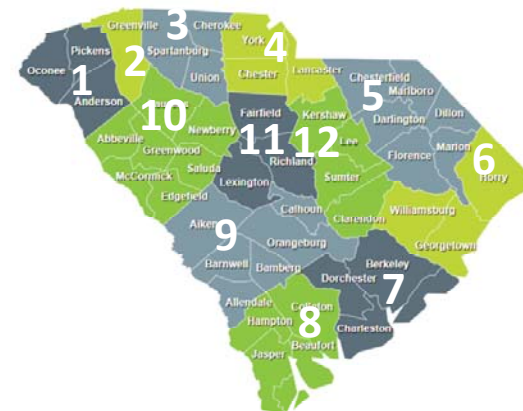 Greenville
3
Cherokee
Pickens
Spartanburg
York
4
Oconee
1
2
Union
Chester
Lancaster
Anderson
Chesterfield
Marlboro
5
10
Fairfield
Kershaw
Darlington
Dillon
Abbeville
Newberry
11
12
Lee
Marion
6
Greenwood
Richland
Florence
Horry
McCormick
Saluda
Lexington
Sumter
Edgefield
Calhoun
Clarendon
Williamsburg
Aiken
9
Orangeburg
Georgetown
Barnwell
Bamberg
Berkeley
Dorchester
7
Allendale
Colleton
Hampton
8
Charleston
Jasper
Beaufort